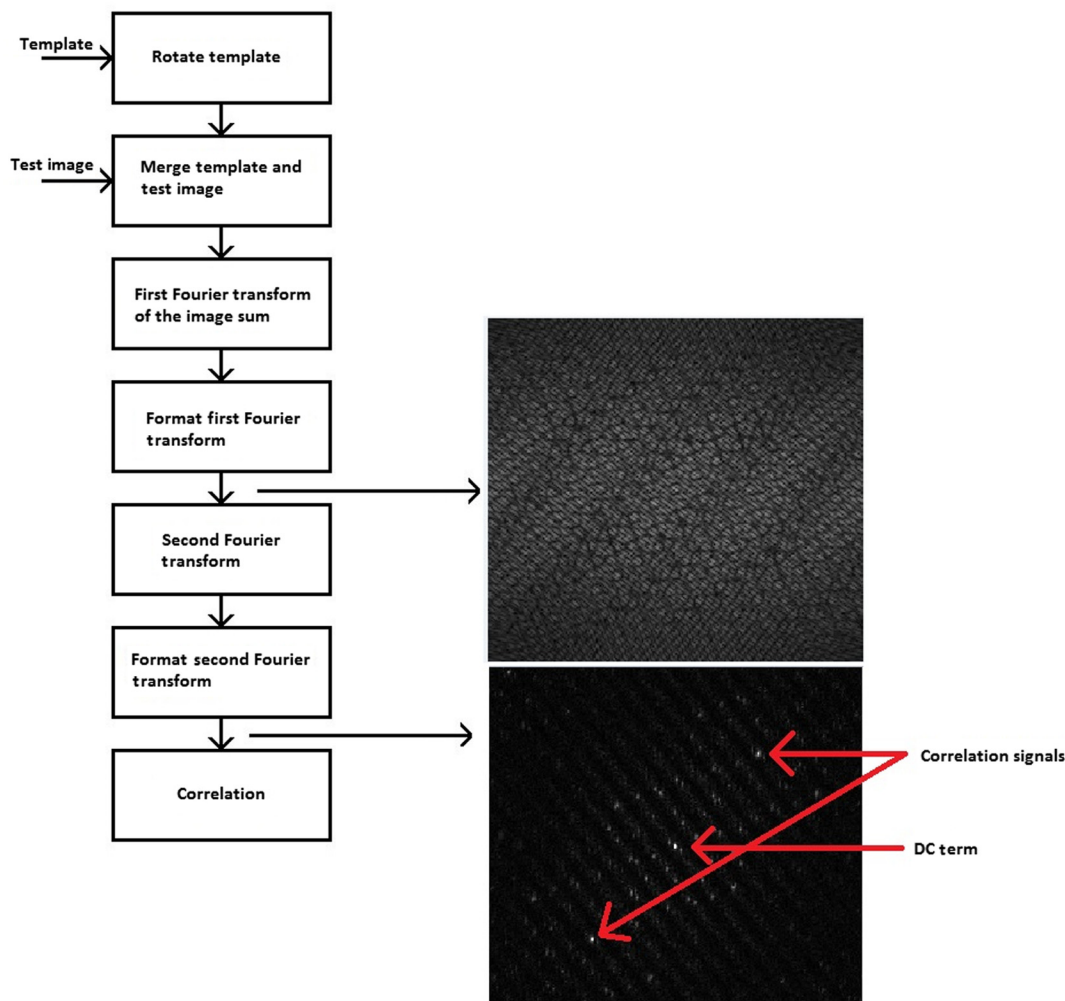 Template
Rotate template
Test image
Merge template and
test image
First Fourier transform
of the image sum
Format first Fourier
transform
Second Fourier
transform
Format second Fourier
transform
Correlation
Correlation signals
DC term